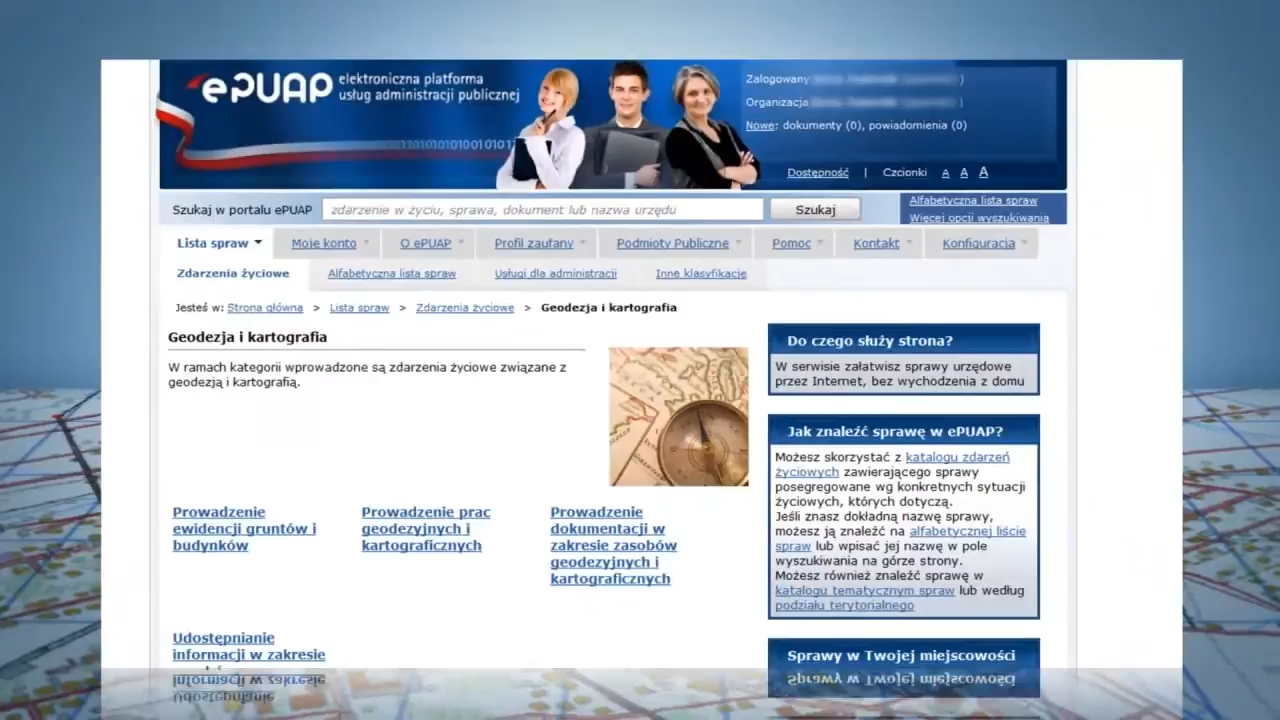 ePUAP
elektroniczna platforma
usług administracji publicznej
Zalogowany
Organizacja
Nowe: dokumenty (0), powiadomienia (0)
Dostępność | Czcionki A A A
Szukaj w portalu ePUAP
zdarzenie w życiu, sprawa, dokument lub nazwa urzędu
Szukaj
Alfabetyczna lista spraw
Więcej opcji wyszukiwania
Lista spraw Moje konto O ePUAP Profil zaufany Podmioty Publiczne Pomoc Kontakt Konfiguracja
Zdarzenia życiowe Alfabetyczna lista spraw Usługi dla administracji Inne klasyfikacje
Jesteś w: Strona główna > Lista spraw > Zdarzenia życiowe > Geodezja i kartografia
Geodezja i kartografia
W ramach kategorii wprowadzone są zdarzenia życiowe związane z
geodezją i kartografią.
Prowadzenie
ewidencji gruntów i
budynków
Prowadzenie prac
geodezyjnych i
kartograficznych
Prowadzenie
dokumentacji w
zakresie zasobów
geodezyjnych i
kartograficznych
Udostępnianie
informacji w zakresie
Do czego służy strona?
W serwisie załatwisz sprawy urzędowe
przez Internet, bez wychodzenia z domu
Jak znaleźć sprawę w ePUAP?
Możesz skorzystać z katalogu zdarzeń
życiowych zawierającego sprawy
posegregowane wg konkretnych sytuacji
życiowych, których dotyczą.
Jeśli znasz dokładną nazwę sprawy,
możesz ją znaleźć na alfabetycznej liście
spraw lub wpisać jej nazwę w pole
wyszukiwania na górze strony.
Możesz również znaleźć sprawę w
katalogu tematycznym spraw lub według
podziału terytorialnego
Sprawy w Twojej miejscowości